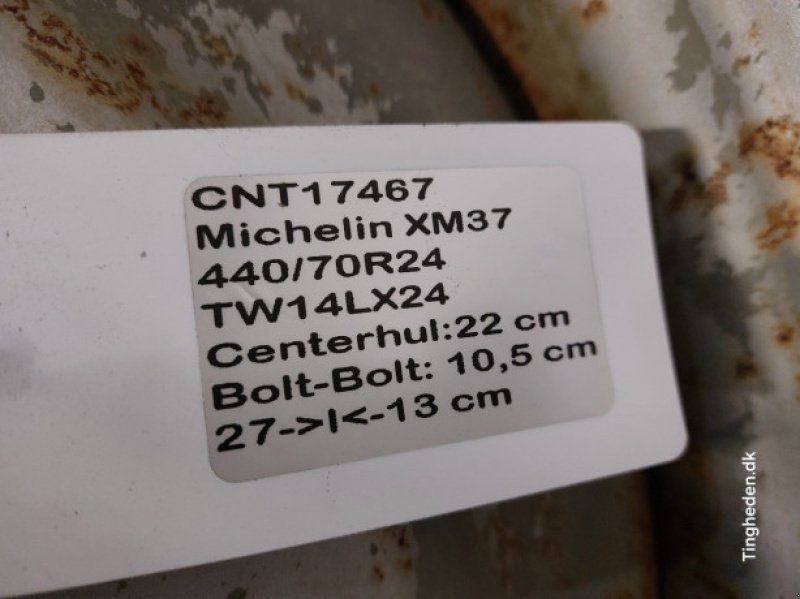 CNT17467
Michelin XM37
440/70R24
TW14LX24
Centerhul:22 cm
Bolt-Bolt: 10,5 cm
27->|<-13 cm
Tingheden.dk